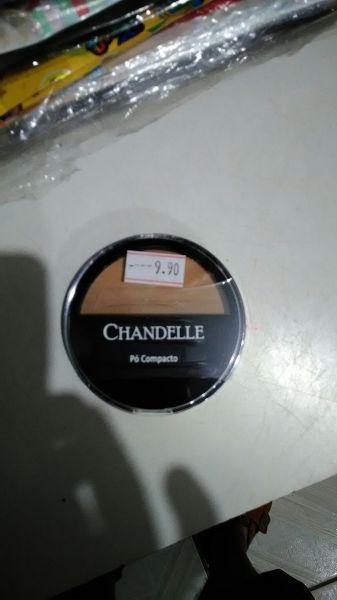 ---- 9.90
CHANDELLE
Pó Compacto